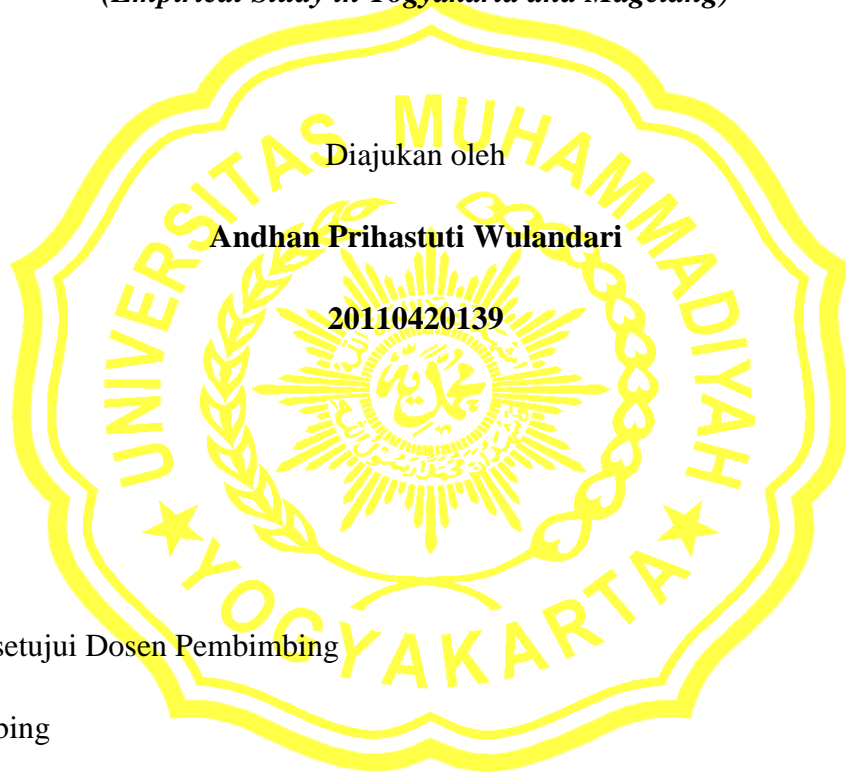 (Empirical Study in Yogyakarta and Magelang)
UNIVERSITAS MUHAMMADIYAH
Diajukan oleh
Andhan Prihastuti Wulandari
20110420139
setujui Dosen Pembimbing
bing
★ YOGYAKARTA ★